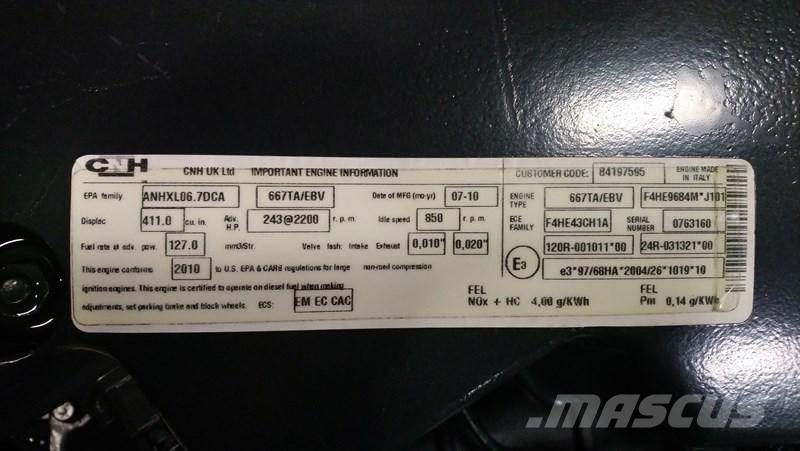 CNH CNH UK Ltd IMPORTANT ENGINE INFORMATION CUSTOMER CODE: 84197595 ENGINE MADE IN ITALY
EPA family ANHXL06.7DCA 667TA/EBV Date of MFG (mo-yr) 07-10 ENGINE TYPE 667TA/EBV F4HE9684M*J101
Displac 411.0 cu. in. Adv. H.P. 243@2200 r. p. m. Idle speed 850 r. p. m. ECE FAMILY F4HE43CH1A SERIAL NUMBER 0763160
Fuel rate at adv. pow. 127.0 mm3/Str. Valve lash: Intake Exhaust 0,010" 0,020" 120R-001011*00 24R-031321*00
This engine conforms 2010 to U.S. EPA & CARB regulations for large non-road compression E3 e3*97/68HA*2004/26*1019*10
ignition engines. This engine is certified to operate on diesel fuel when making FEL FEL
adjustments, set parking brake and block wheels. ECS: EM EC CAC NOx + HC 4,00 g/KWh Pm 0,14 g/KWh
MASCUS